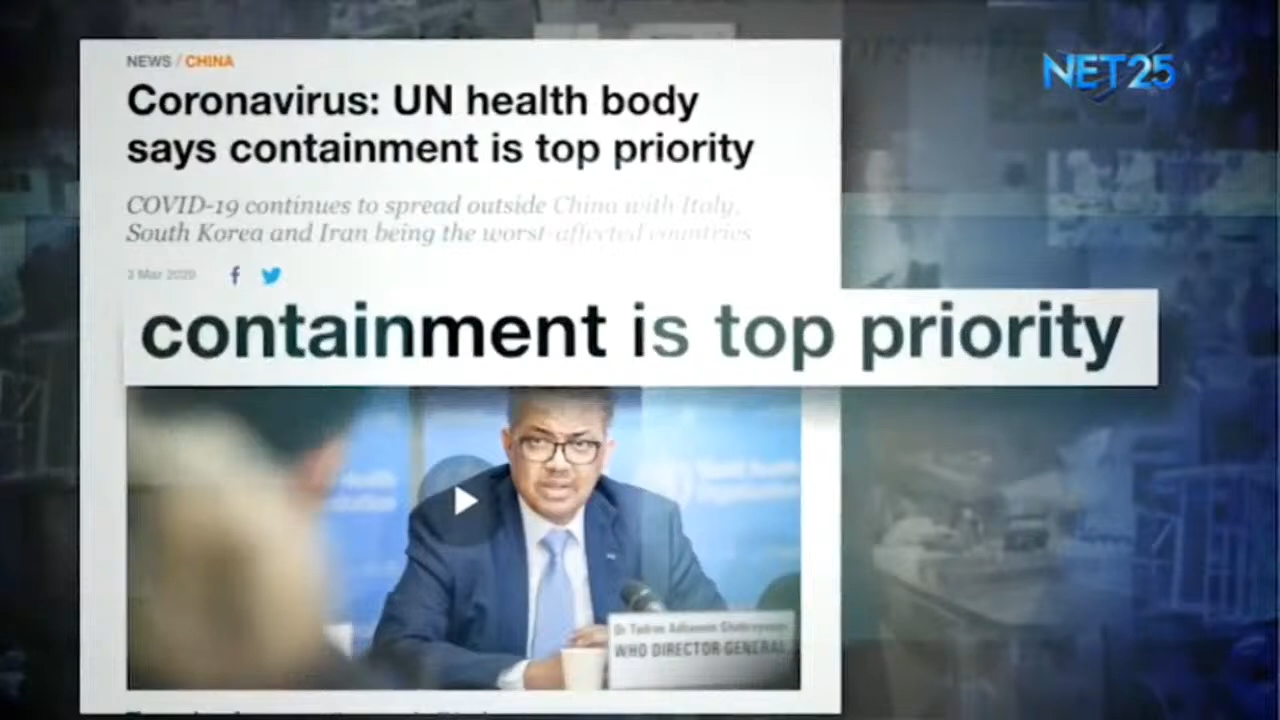 NEWS / CHINA
NET25
Coronavirus: UN health body
says containment is top priority
COVID-19 continues to spread outside China with Italy,
South Korea and Iran being the worst-affected countries
3 Mar 2020
containment is top priority
WHO DIRECTOR-GENERAL